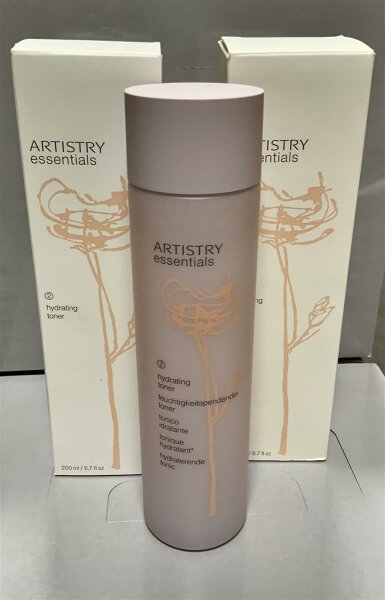 ARTISTRY
essentials
②
hydrating
toner
200 ml / 6.7 fl oz
ARTISTRY
essentials
②
hydrating
toner
feuchtigkeitspendender
toner
tonico
idratante
tonique
hydratant*
hydraterende
tonic
ARTISTRY
essentials
/ 6.7 fl oz